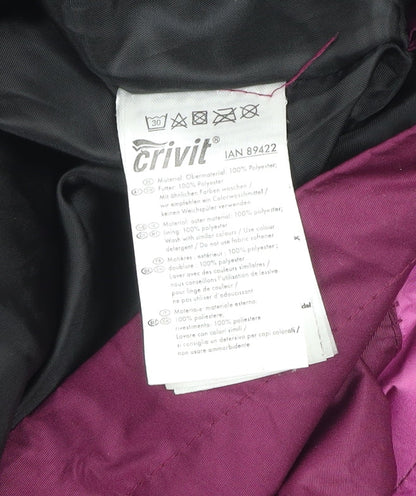 30
crivit® IAN 89422
Material: Obermaterial: 100% Polyester;
Futter: 100% Polyester
Mit ähnlichen Farben waschen /
wir empfehlen ein Colorwaschmittel /
keinen Weichspüler verwenden
Material: outer material: 100% polyester;
lining: 100% polyester
Wash with similar colours / Use colour
detergent / Do not use fabric softener
Matières: extérieur: 100% polyester;
doublure: 100% polyester
Laver avec des couleurs similaires /
nous conseillons l'utilisation de lessive
pour linge de couleur /
ne pas utiliser d'adoucissant
Materiale: materiale esterno:
100% poliestere;
rivestimento: 100% poliestere
Lavare con colori simili /
si consiglia un detersivo per capi colorati /
non usare ammorbidente
del